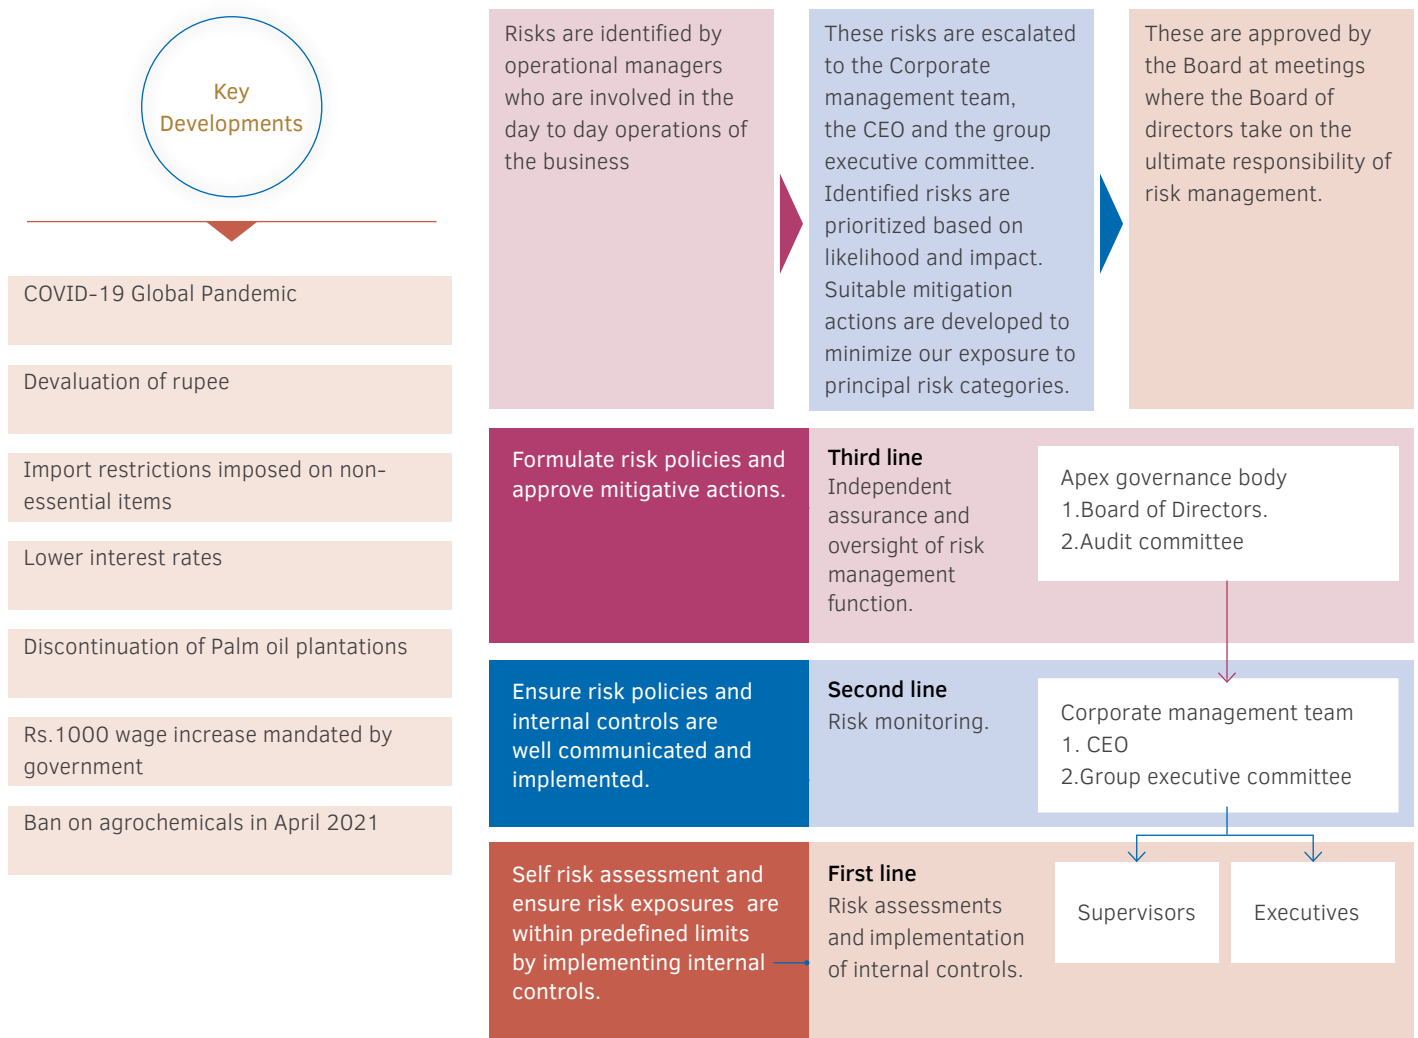 Key
Developments
COVID-19 Global Pandemic
Devaluation of rupee
Import restrictions imposed on non-
essential items
Lower interest rates
Discontinuation of Palm oil plantations
Rs.1000 wage increase mandated by
government
Ban on agrochemicals in April 2021
Risks are identified by
operational managers
who are involved in the
day to day operations of
the business
These risks are escalated
to the Corporate
management team,
the CEO and the group
executive committee.
Identified risks are
prioritized based on
likelihood and impact.
Suitable mitigation
actions are developed to
minimize our exposure to
principal risk categories.
These are approved by
the Board at meetings
where the Board of
directors take on the
ultimate responsibility of
risk management.
Formulate risk policies and
approve mitigative actions.
Third line
Independent
assurance and
oversight of risk
management
function.
Apex governance body
1.Board of Directors.
2.Audit committee
Ensure risk policies and
internal controls are
well communicated and
implemented.
Second line
Risk monitoring.
Corporate management team
1. CEO
2.Group executive committee
Self risk assessment and
ensure risk exposures are
within predefined limits
by implementing internal
controls.
First line
Risk assessments
and implementation
of internal controls.
Supervisors
Executives